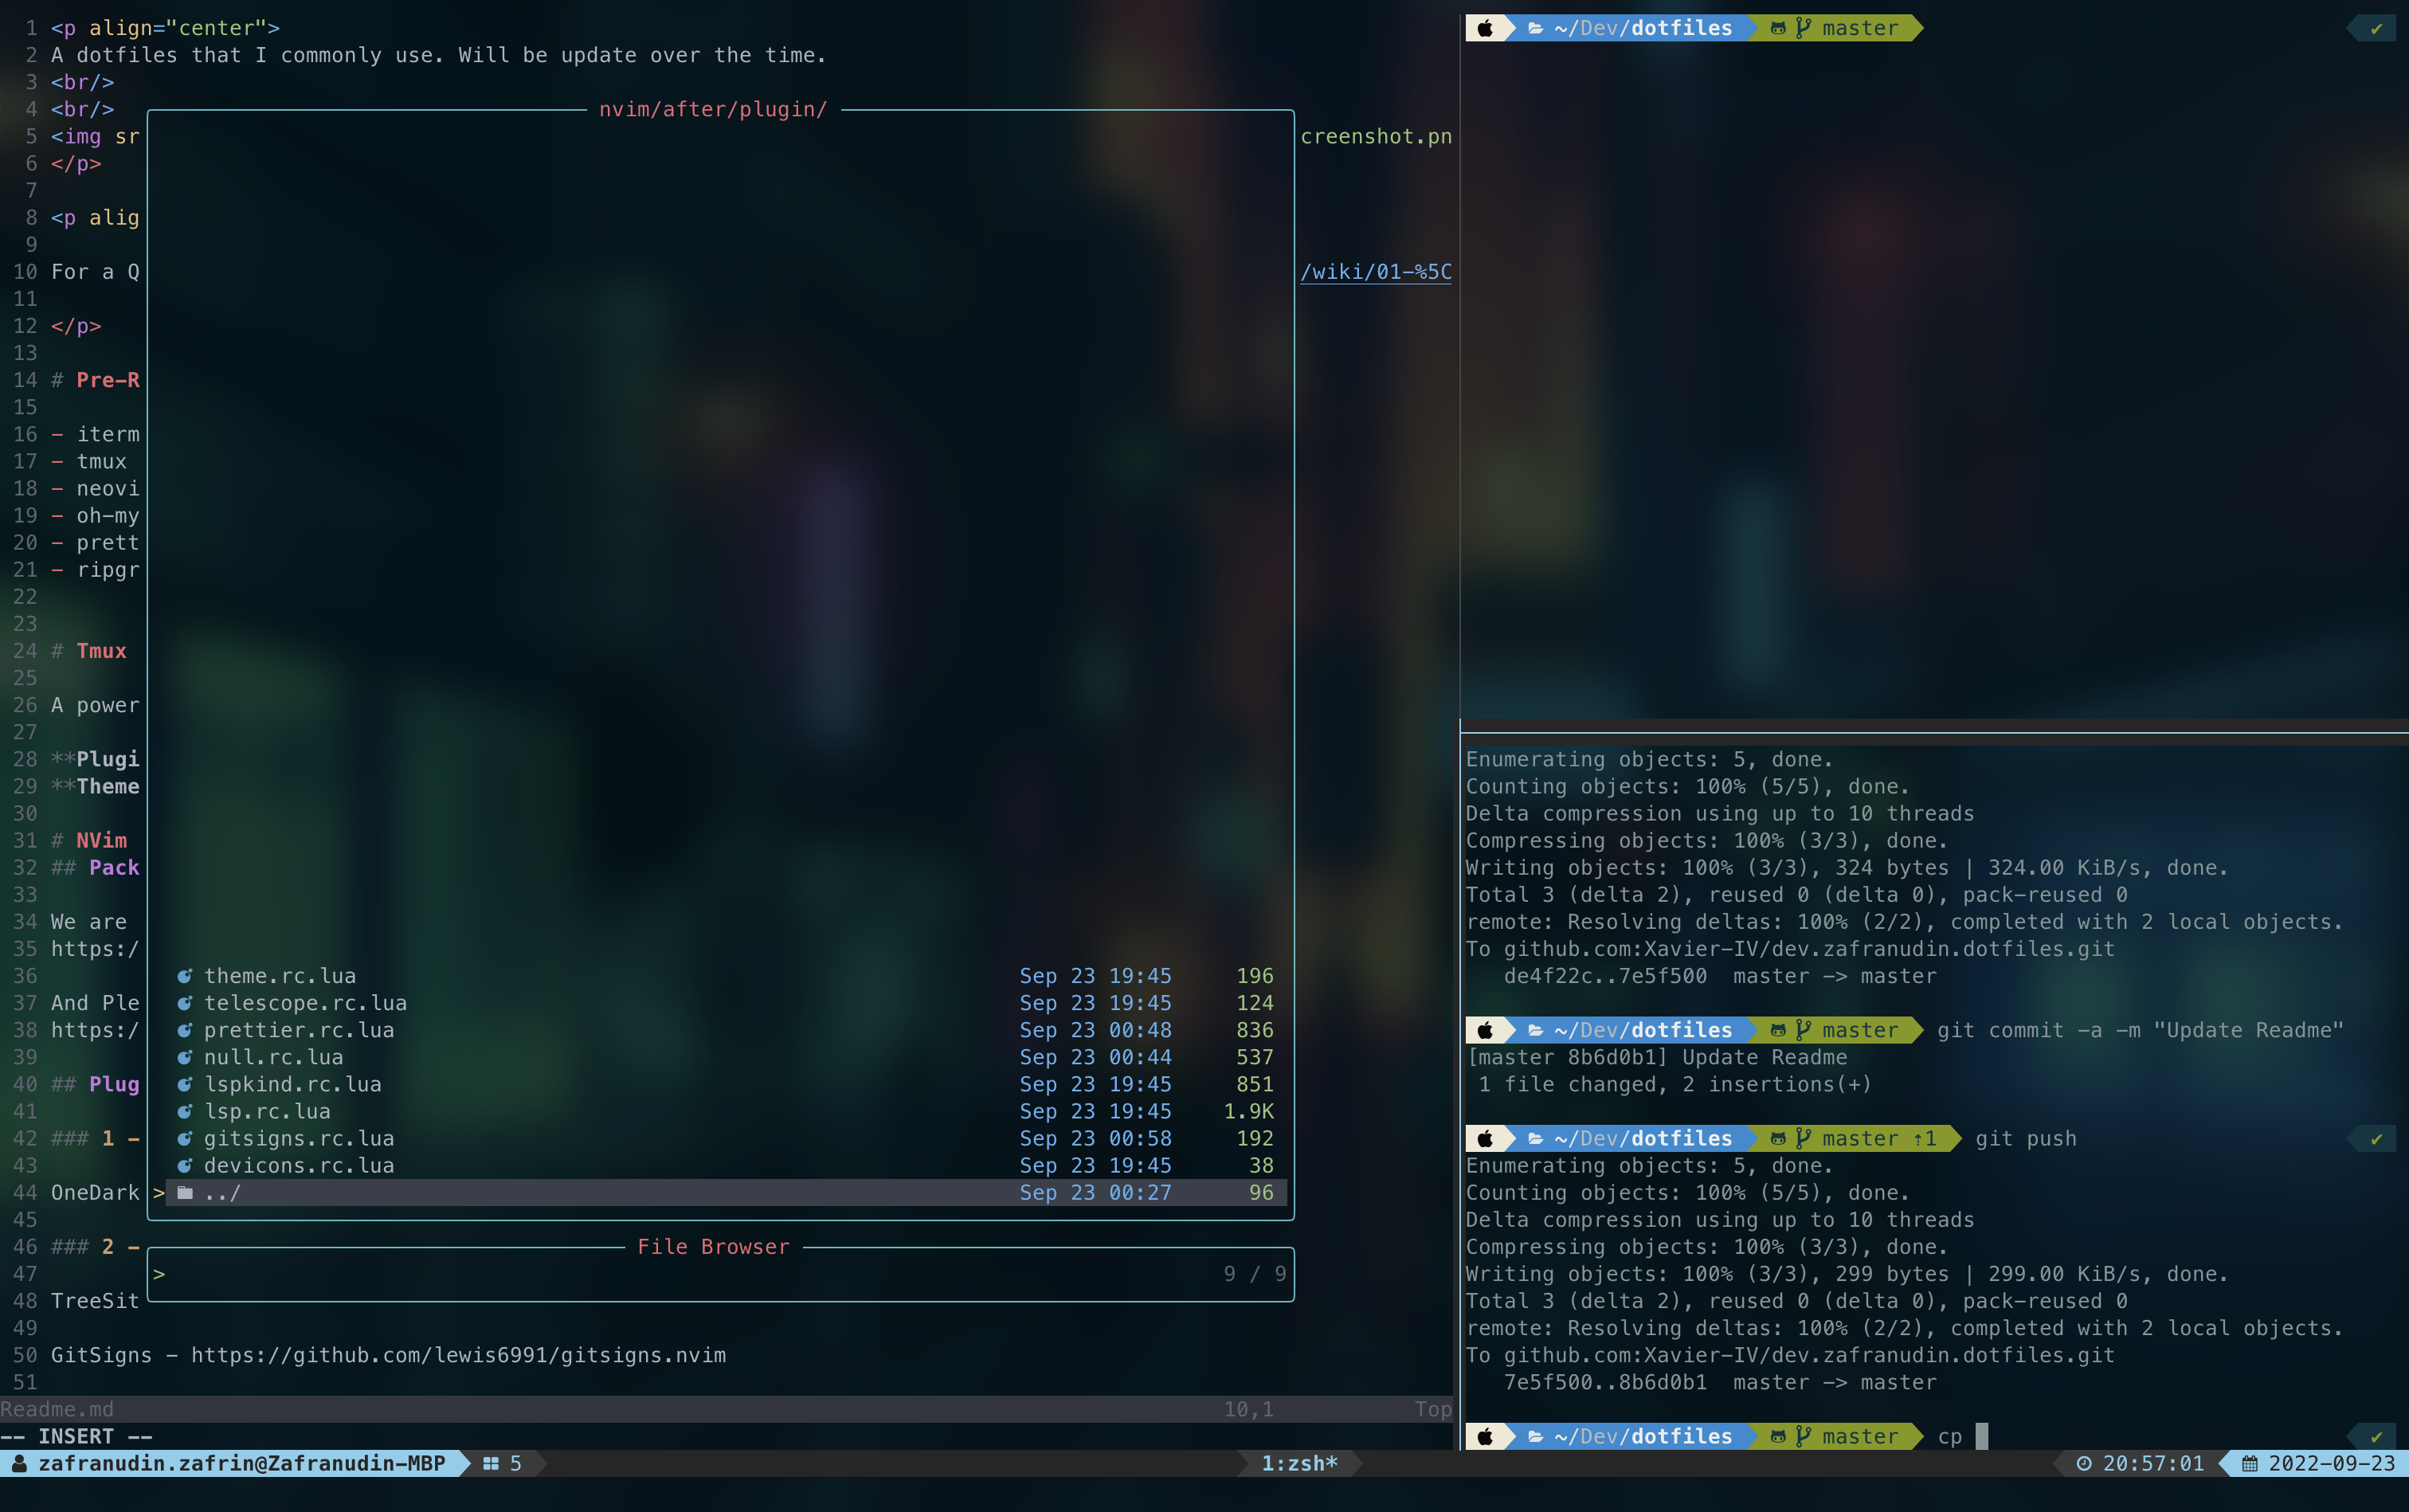 1 <p align="center">
2 A dotfiles that I commonly use. Will be update over the time.
3 <br/>
4 <br/>
nvim/after/plugin/
5 <img sr
creenshot.pn
6 </p>
7
8 <p alig
9
10 For a Q
/wiki/01-%5C
11
12 </p>
13
14 # Pre-R
15
16 - iterm
17 - tmux
18 - neovi
19 - oh-my
20 - prett
21 - ripgr
22
23
24 # Tmux
25
26 A power
27
28 **Plugi
29 **Theme
30
31 # NVim
32 ## Pack
33
34 We are
35 https:/
36
37 And Ple
38 https:/
39
40 ## Plug
41
42 ### 1 -
43
44 OneDark
45
46 ### 2 -
47
48 TreeSit
49
50 GitSigns - https://github.com/lewis6991/gitsigns.nvim
51
theme.rc.lua Sep 23 19:45 196
telescope.rc.lua Sep 23 19:45 124
prettier.rc.lua Sep 23 00:48 836
null.rc.lua Sep 23 00:44 537
lspkind.rc.lua Sep 23 19:45 851
lsp.rc.lua Sep 23 19:45 1.9K
gitsigns.rc.lua Sep 23 00:58 192
devicons.rc.lua Sep 23 19:45 38
> ../ Sep 23 00:27 96
File Browser
> 9 / 9
Readme.md 10,1 Top
-- INSERT --
~/Dev/dotfiles master ✔
Enumerating objects: 5, done.
Counting objects: 100% (5/5), done.
Delta compression using up to 10 threads
Compressing objects: 100% (3/3), done.
Writing objects: 100% (3/3), 324 bytes | 324.00 KiB/s, done.
Total 3 (delta 2), reused 0 (delta 0), pack-reused 0
remote: Resolving deltas: 100% (2/2), completed with 2 local objects.
To github.com:Xavier-IV/dev.zafranudin.dotfiles.git
de4f22c..7e5f500 master -> master
~/Dev/dotfiles master git commit -a -m "Update Readme"
[master 8b6d0b1] Update Readme
1 file changed, 2 insertions(+)
~/Dev/dotfiles master ⇡1 git push ✔
Enumerating objects: 5, done.
Counting objects: 100% (5/5), done.
Delta compression using up to 10 threads
Compressing objects: 100% (3/3), done.
Writing objects: 100% (3/3), 299 bytes | 299.00 KiB/s, done.
Total 3 (delta 2), reused 0 (delta 0), pack-reused 0
remote: Resolving deltas: 100% (2/2), completed with 2 local objects.
To github.com:Xavier-IV/dev.zafranudin.dotfiles.git
7e5f500..8b6d0b1 master -> master
~/Dev/dotfiles master cp ✔
zafranudin.zafrin@Zafranudin-MBP 5 1:zsh* 20:57:01 2022-09-23